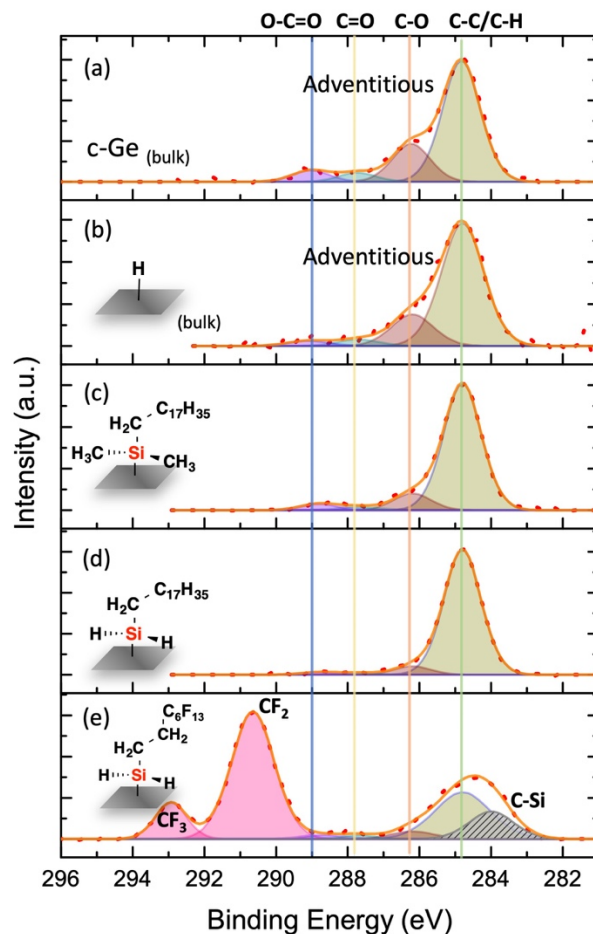 O-C=O C=O C-O C-C/C-H
(a)
Adventitious
c-Ge (bulk)
(b)
Adventitious
H
(bulk)
(c)
C₁₇H₃₅
H₂C
H₃C Si CH₃
(d)
C₁₇H₃₅
H₂C
H Si H
(e)
C₆F₁₃
CF₂
CH₂
H₂C
C-Si
H Si H
CF₃
296 294 292 290 288 286 284 282
Binding Energy (eV)
Intensity (a.u.)